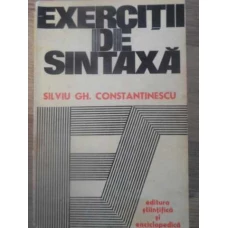 EXERCIȚII
DE
SINTAXĂ
SILVIU GH. CONSTANTINESCU
editura
științifică
și
enciclopedică